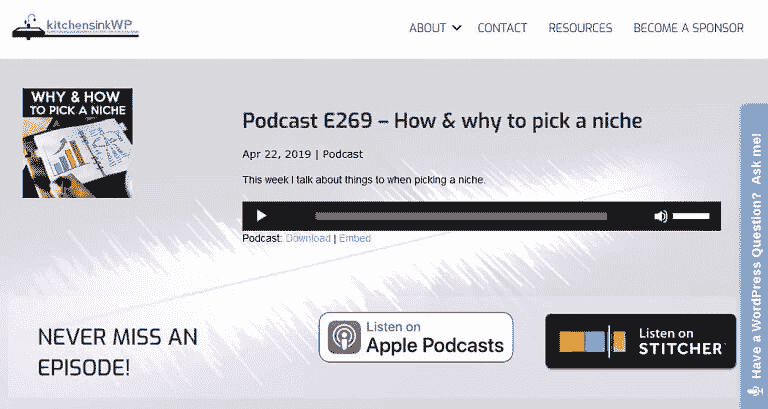 kitchensinkWP
ABOUT
CONTACT
RESOURCES
BECOME A SPONSOR
WHY & HOW
TO PICK A NICHE
Podcast E269 – How & why to pick a niche
Apr 22, 2019 | Podcast
This week I talk about things to when picking a niche.
Podcast: Download | Embed
NEVER MISS AN
EPISODE!
Listen on
Apple Podcasts
Listen on
STITCHER
Have a WordPress Question? Ask me!